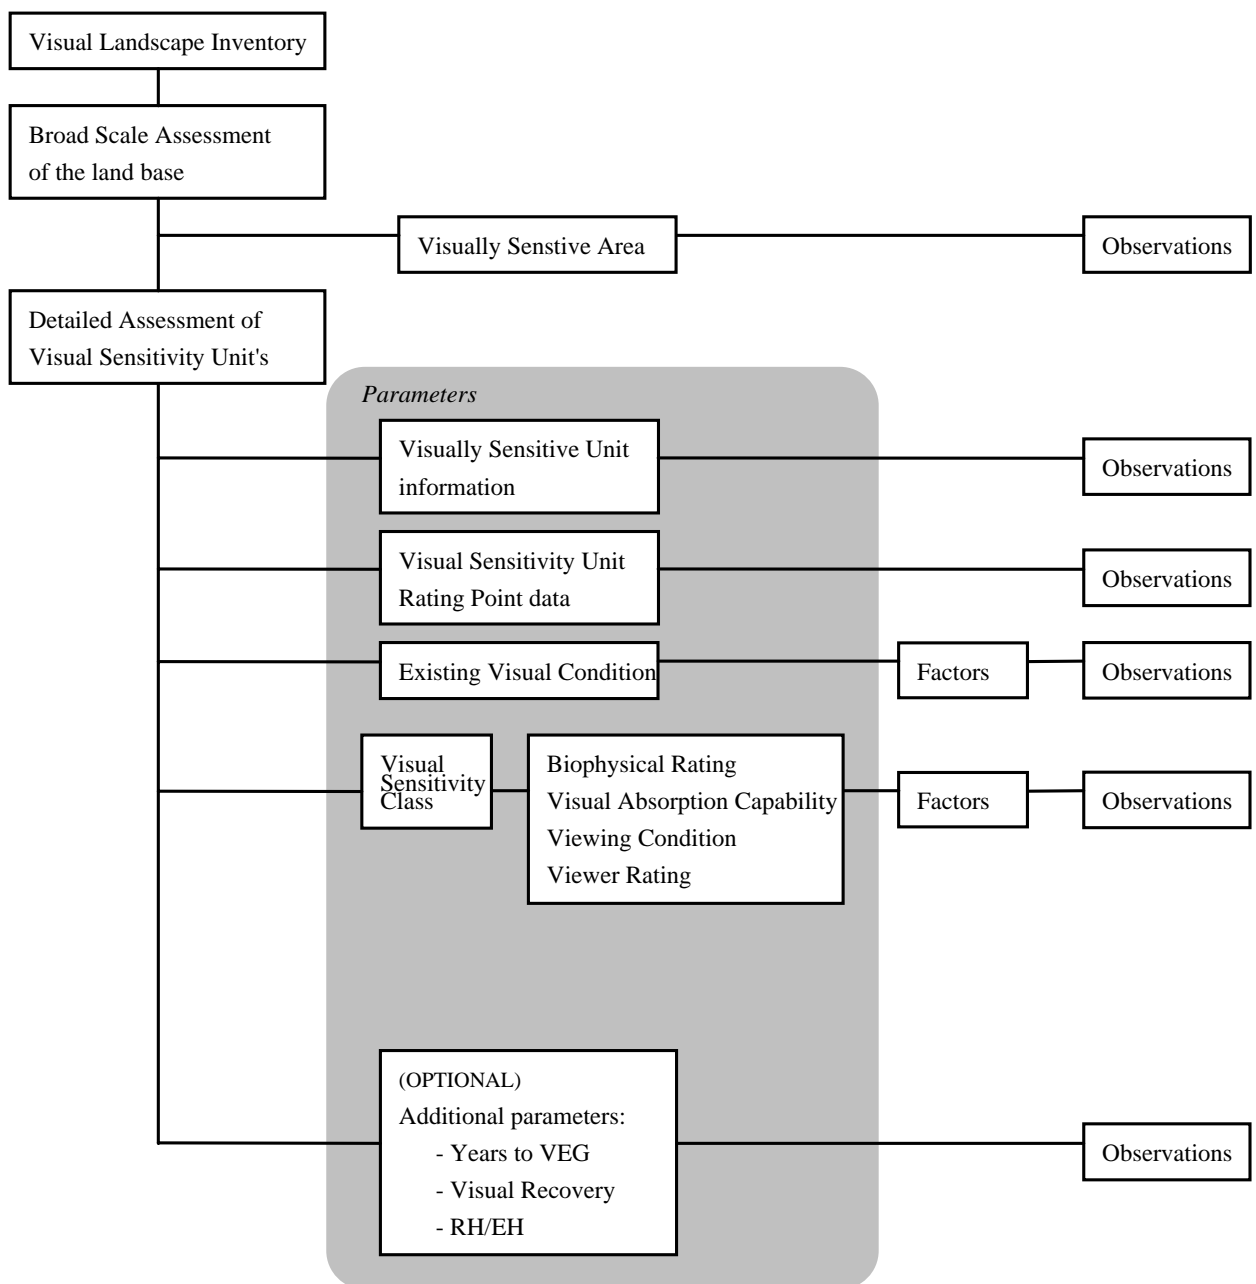 Visual Landscape Inventory
Broad Scale Assessment
of the land base
Visually Senstive Area
Observations
Detailed Assessment of
Visual Sensitivity Unit's
Parameters
Visually Sensitive Unit
information
Observations
Visual Sensitivity Unit
Rating Point data
Observations
Existing Visual Condition
Factors
Observations
Visual
Sensitivity
Class
Biophysical Rating
Visual Absorption Capability
Viewing Condition
Viewer Rating
Factors
Observations
(OPTIONAL)
Additional parameters:
- Years to VEG
- Visual Recovery
- RH/EH
Observations